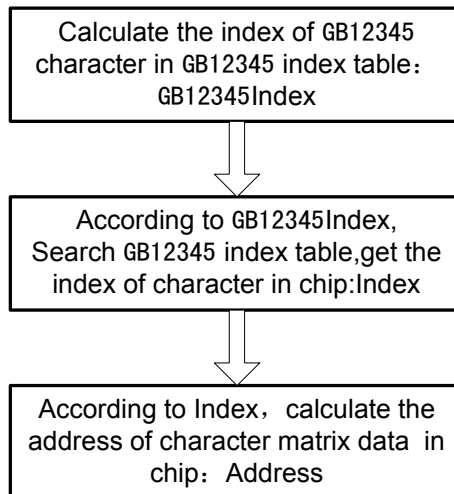 Calculate the index of GB12345
character in GB12345 index table：
GB12345Index
According to GB12345Index,
Search GB12345 index table,get the
index of character in chip:Index
According to Index，calculate the
address of character matrix data  in
chip：Address